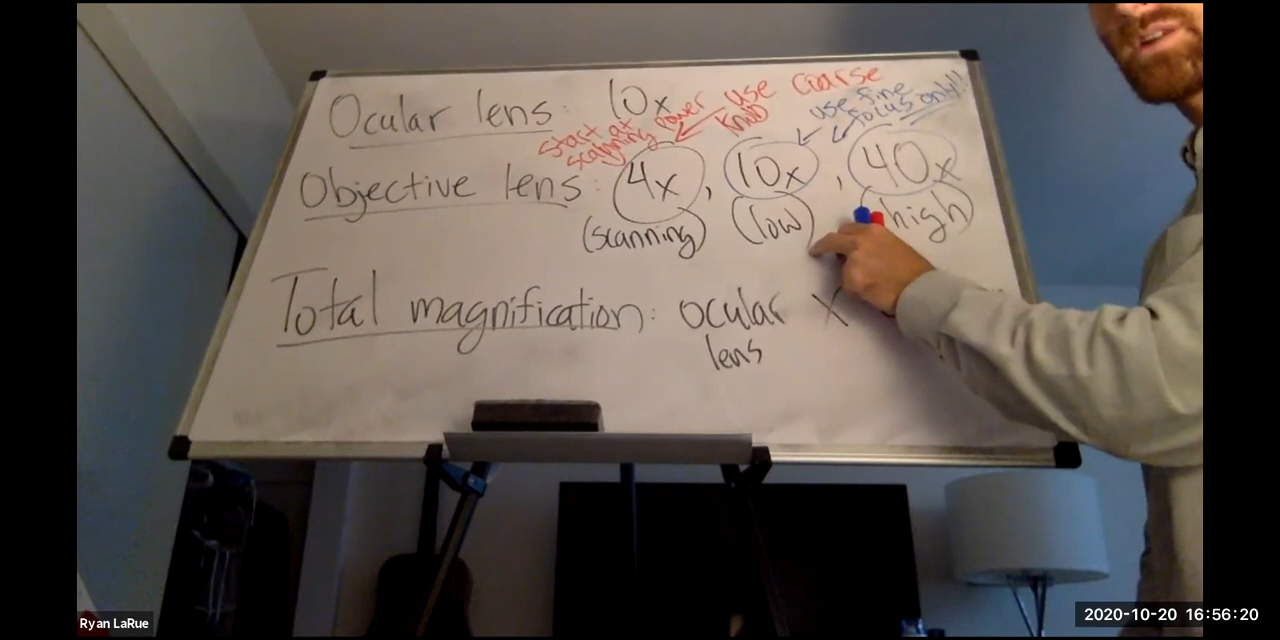 Ocular lens: 10x
start at scanning power
use coarse knob
use fine focus only!!
Objective lens: 4x, 10x, 40x
(scanning) (low) (high)
Total magnification: ocular lens X
Ryan LaRue
2020-10-20 16:56:20